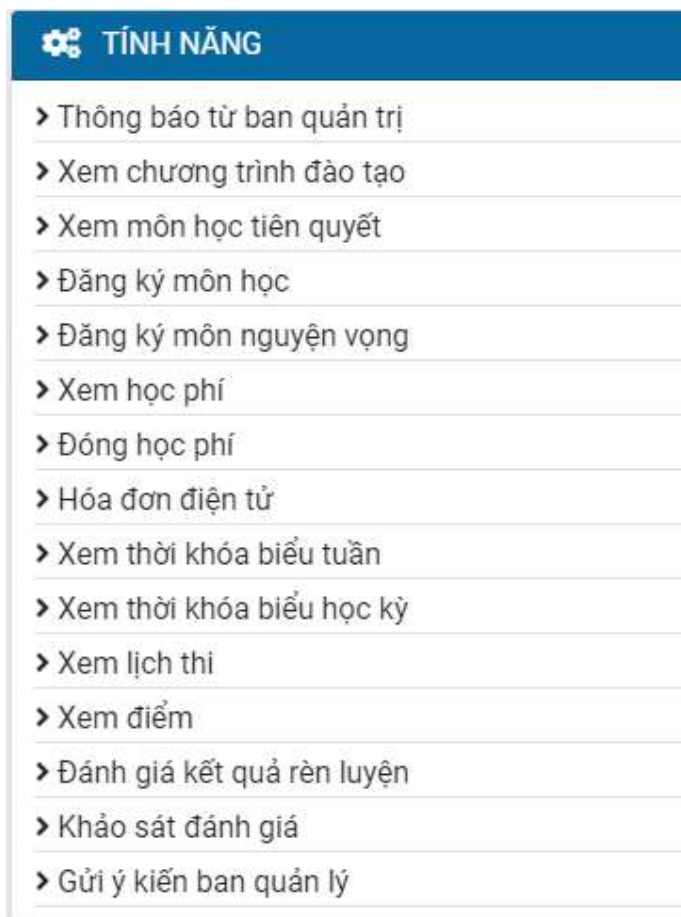 TÍNH NĂNG
Thông báo từ ban quản trị
Xem chương trình đào tạo
Xem môn học tiên quyết
Đăng ký môn học
Đăng ký môn nguyện vọng
Xem học phí
Đóng học phí
Hóa đơn điện tử
Xem thời khóa biểu tuần
Xem thời khóa biểu học kỳ
Xem lịch thi
Xem điểm
Đánh giá kết quả rèn luyện
Khảo sát đánh giá
Gửi ý kiến ban quản lý